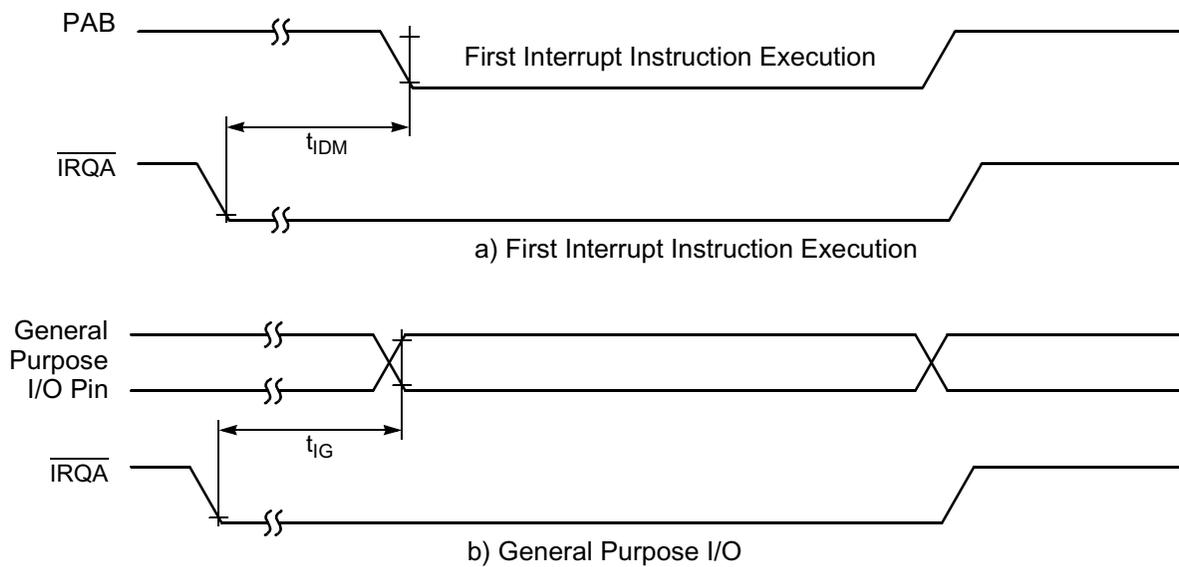 PAB
First Interrupt Instruction Execution
tIDM
IRQA
a) First Interrupt Instruction Execution
General
Purpose
I/O Pin
tIG
IRQA
b) General Purpose I/O